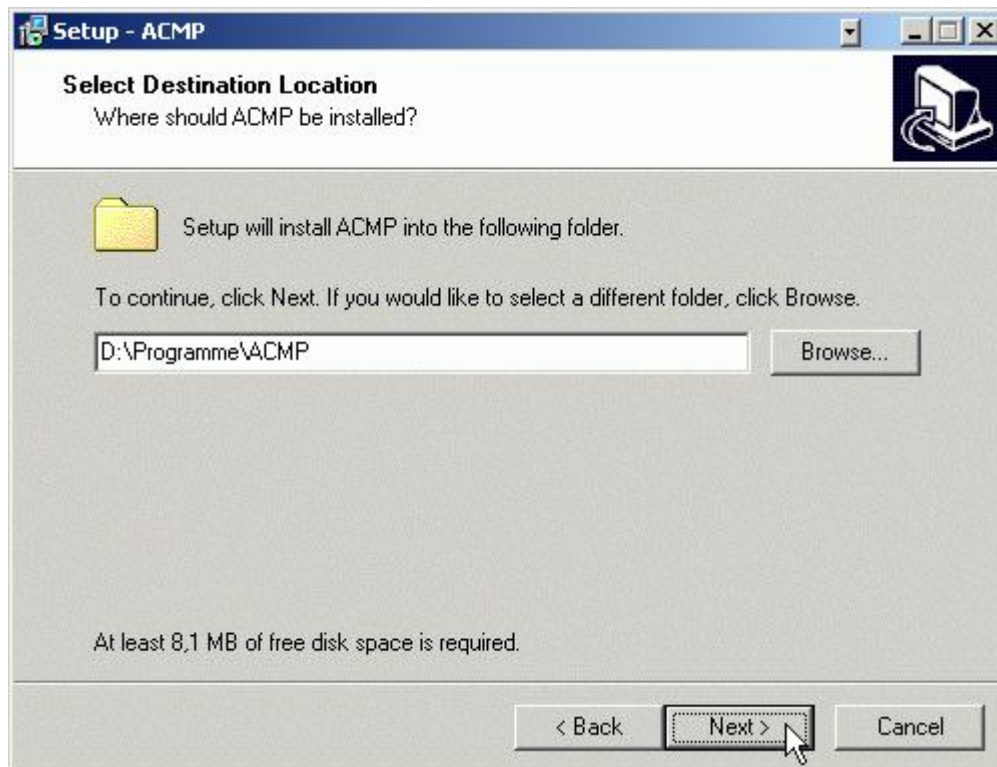 Setup - ACMP
Select Destination Location
Where should ACMP be installed?
Setup will install ACMP into the following folder.
To continue, click Next. If you would like to select a different folder, click Browse.
D:\Programme\ACMP
Browse...
At least 8,1 MB of free disk space is required.
< Back
Next >
Cancel